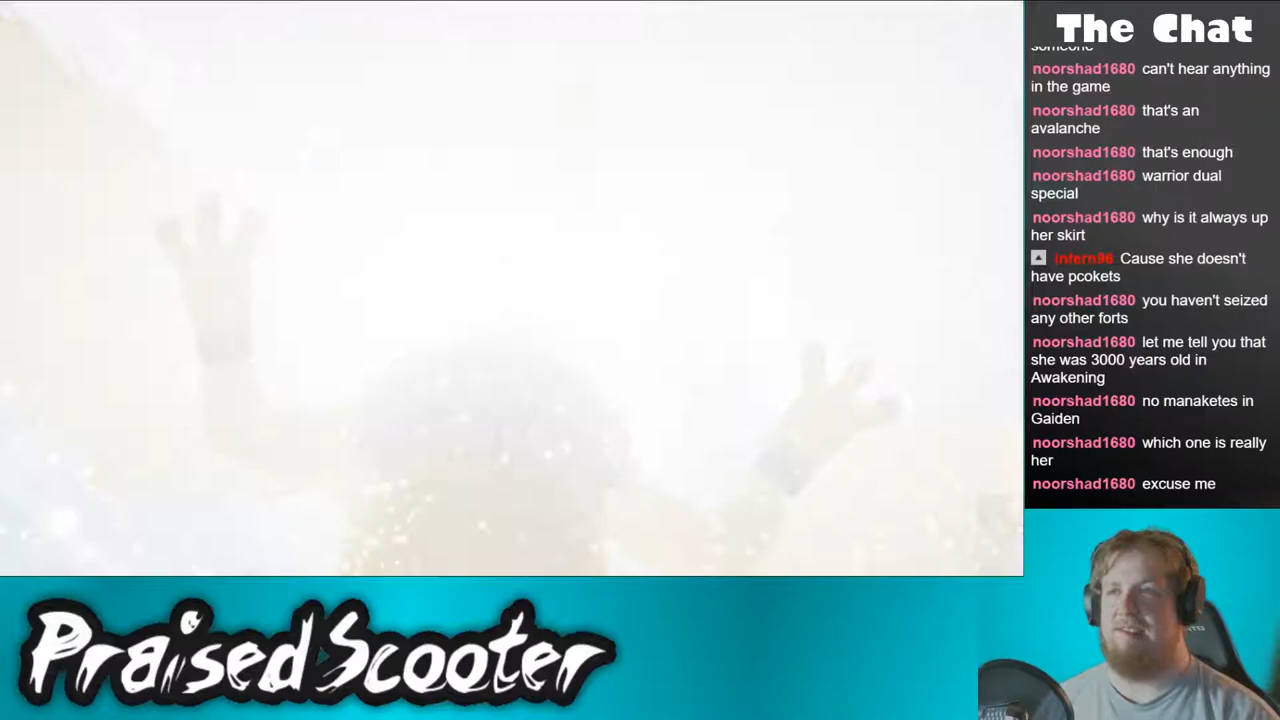 The Chat
someone
noorshad1680 can't hear anything
in the game
noorshad1680 that's an
avalanche
noorshad1680 that's enough
noorshad1680 warrior dual
special
noorshad1680 why is it always up
her skirt
intern96 Cause she doesn't
have pcokets
noorshad1680 you haven't seized
any other forts
noorshad1680 let me tell you that
she was 3000 years old in
Awakening
noorshad1680 no manaketes in
Gaiden
noorshad1680 which one is really
her
noorshad1680 excuse me
PraisedScooter